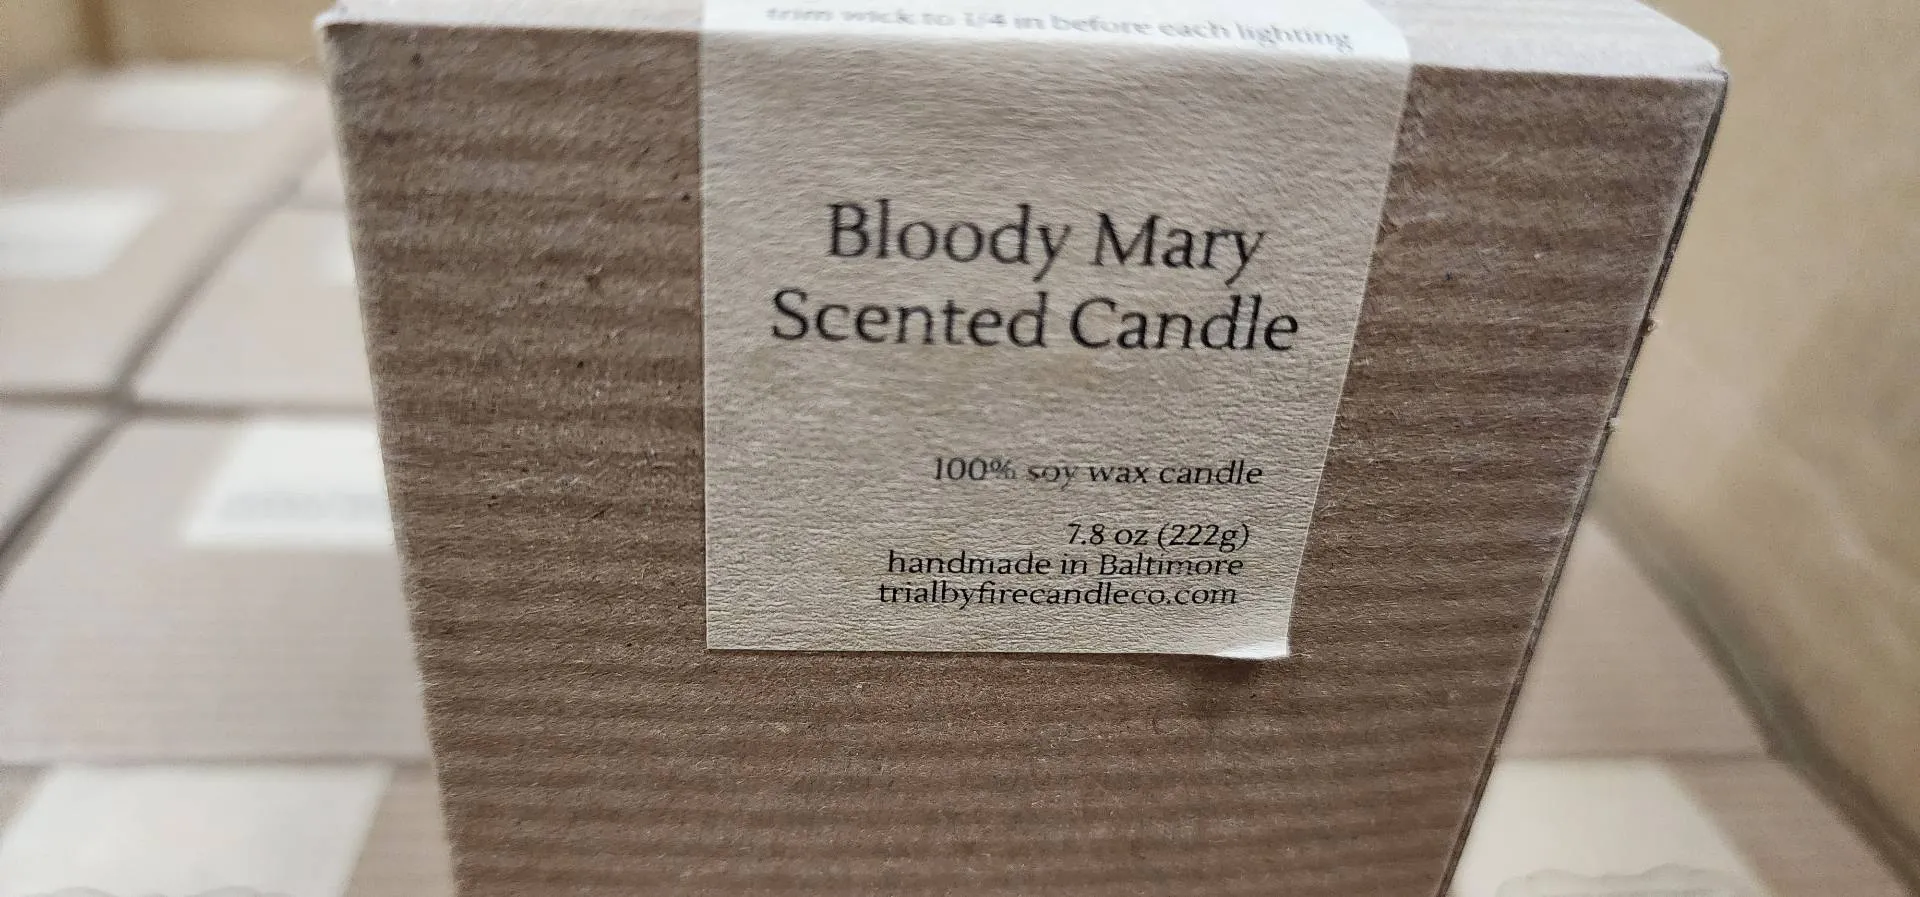 trim wick to 1/4 in before each lighting
Bloody Mary
Scented Candle
100% soy wax candle
7.8 oz (222g)
handmade in Baltimore
trialbyfirecandleco.com